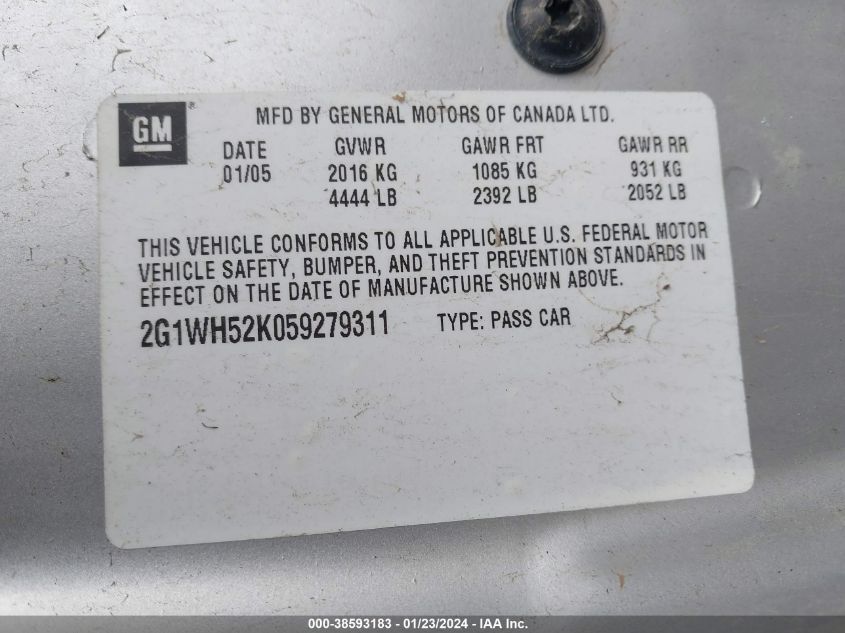 GM®
MFD BY GENERAL MOTORS OF CANADA LTD.
DATE GVWR GAWR FRT GAWR RR
01/05 2016 KG 1085 KG 931 KG
4444 LB 2392 LB 2052 LB
THIS VEHICLE CONFORMS TO ALL APPLICABLE U.S. FEDERAL MOTOR
VEHICLE SAFETY, BUMPER, AND THEFT PREVENTION STANDARDS IN
EFFECT ON THE DATE OF MANUFACTURE SHOWN ABOVE.
2G1WH52K059279311 TYPE: PASS CAR
000-38593183 - 01/23/2024 - IAA Inc.